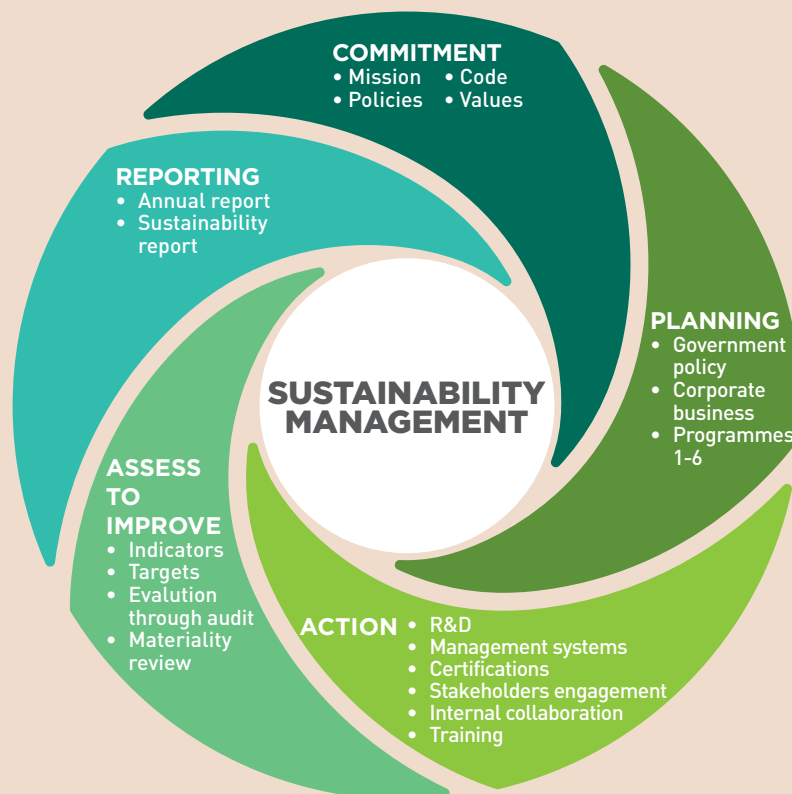 COMMITMENT
• Mission • Code
• Policies • Values
PLANNING
• Government
policy
• Corporate
business
• Programmes
1-6
ACTION
• R&D
• Management systems
• Certifications
• Stakeholders engagement
• Internal collaboration
• Training
ASSESS
TO
IMPROVE
• Indicators
• Targets
• Evalution
through audit
• Materiality
review
REPORTING
• Annual report
• Sustainability
report
SUSTAINABILITY
MANAGEMENT